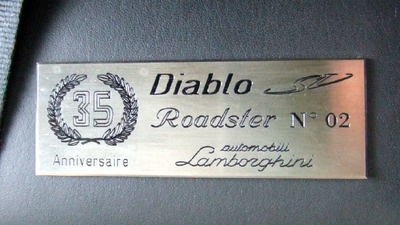 35
Anniversaire
Diablo SV
Roadster N° 02
automobili
Lamborghini